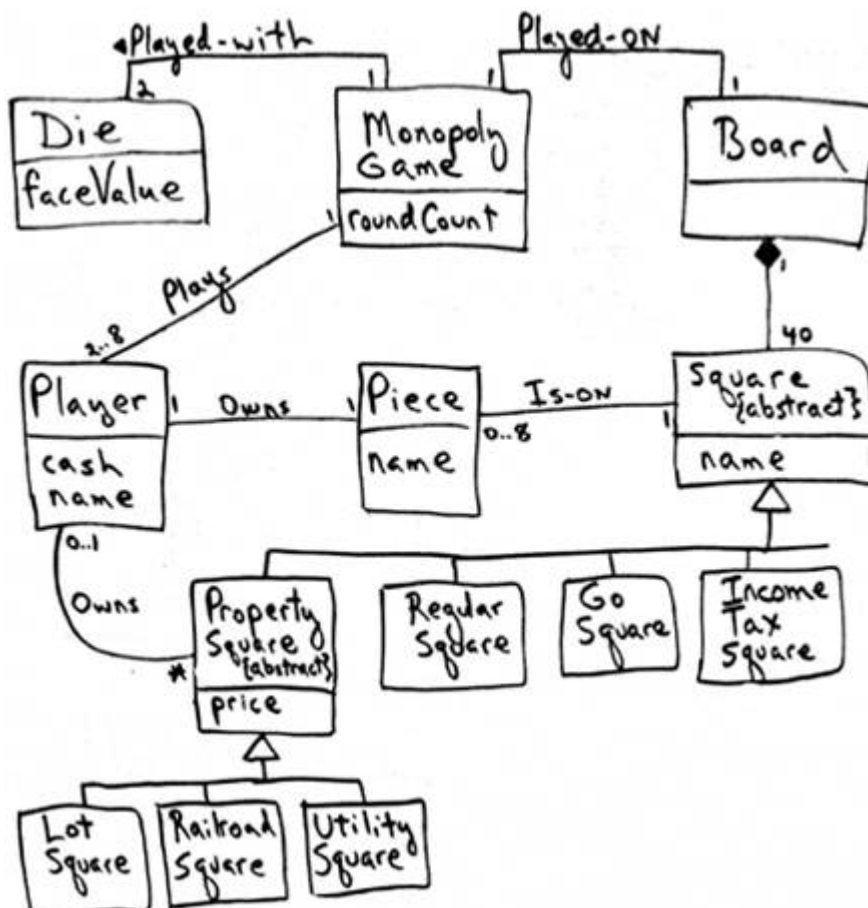 ◄Played-with
Played-ON
2
1
1
1
Die
faceValue
Monopoly
Game
roundCount
Board
1
Plays
2..8
1
40
Player
cash
name
1
Owns
1
Piece
name
Is-ON
0..8
1
Square
{abstract}
name
0..1
Owns
*
Property
Square
{abstract}
price
Regular
Square
Go
Square
Income
Tax
Square
Lot
Square
Railroad
Square
Utility
Square